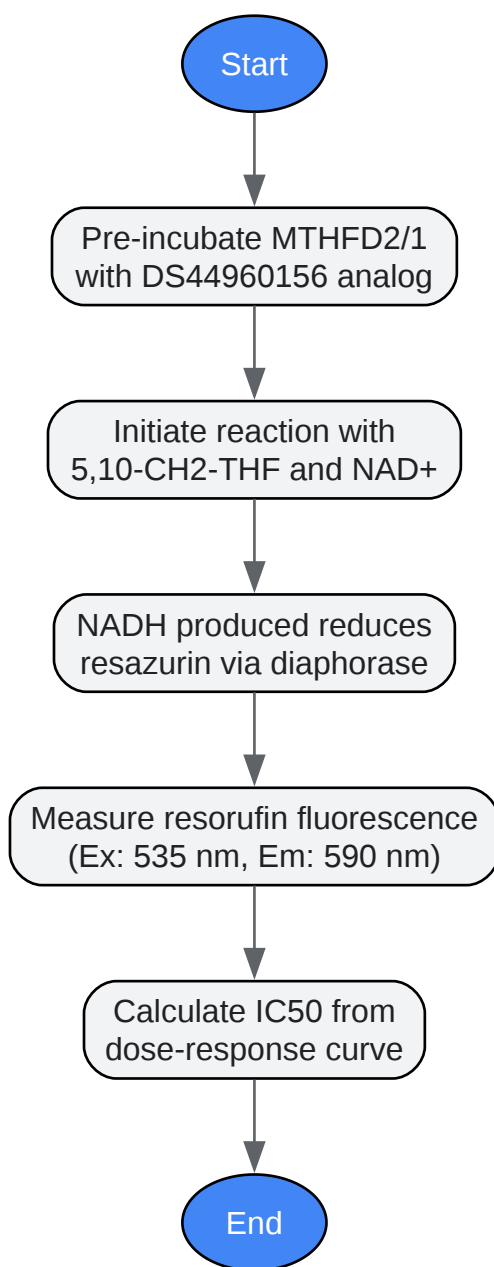 Start
Pre-incubate MTHFD2/1
with DS44960156 analog
Initiate reaction with
5,10-CH2-THF and NAD+
NADH produced reduces
resazurin via diaphorase
Measure resorufin fluorescence
(Ex: 535 nm, Em: 590 nm)
Calculate IC50 from
dose-response curve
End